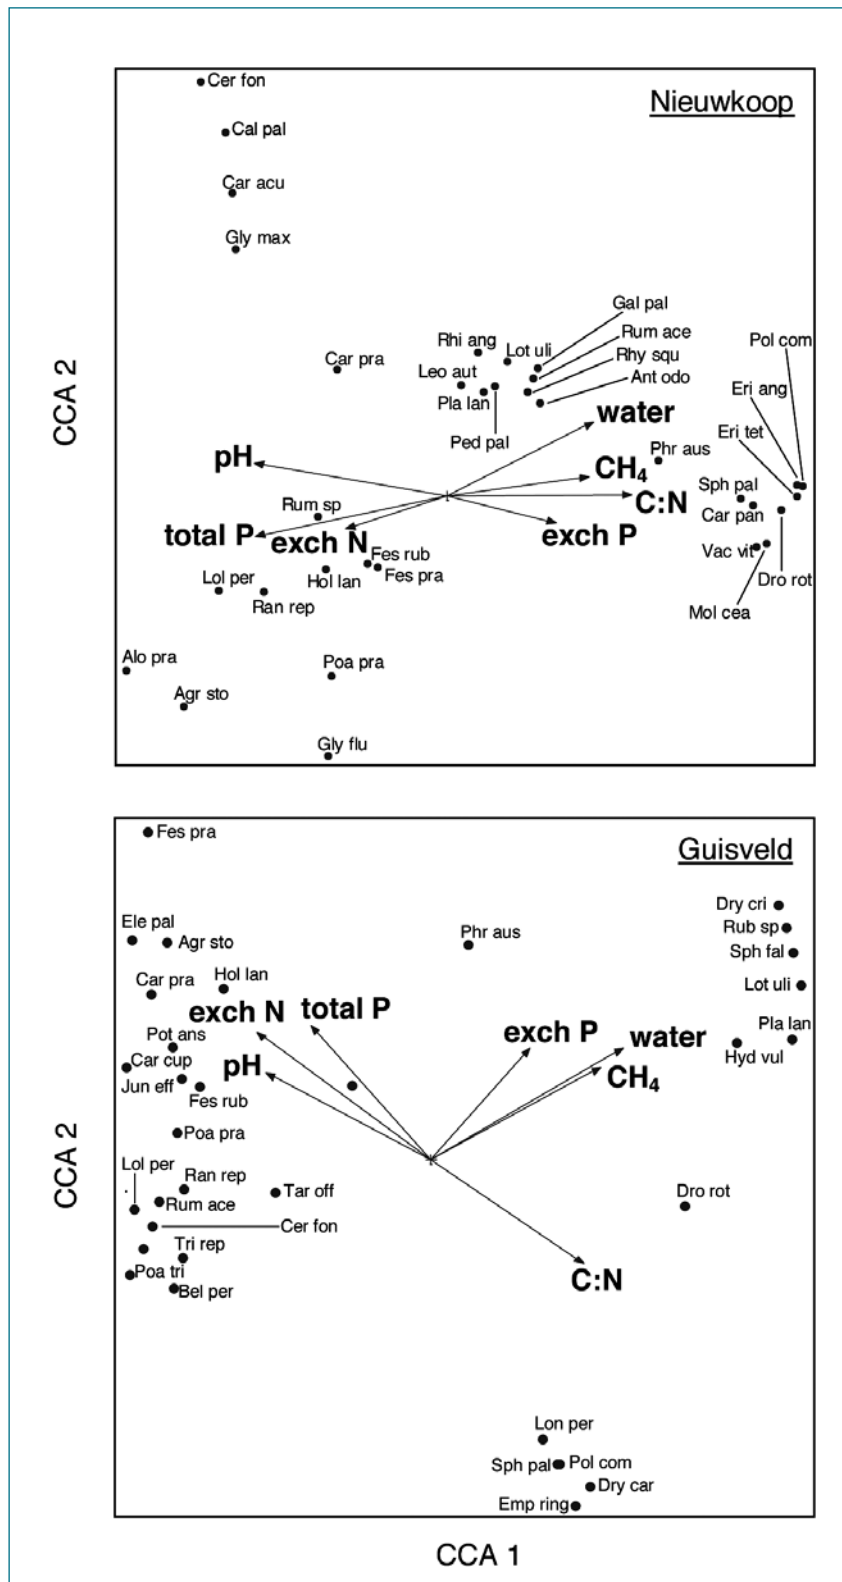 Nieuwkoop
Cer fon
Cal pal
Car acu
Gly max
Gal pal
Rum ace
Pol com
Rhi ang
Lot uli
Rhy squ
Car pra
Leo aut
Ant odo
Eri ang
Pla lan
water
Eri tet
Ped pal
pH
CH₄
Phr aus
Sph pal
C:N
Rum sp
Car pan
total P
exch N
exch P
Fes rub
Vac vit
Lol per
Hol lan
Fes pra
Dro rot
Ran rep
Mol cea
Alo pra
Poa pra
Agr sto
Gly flu
CCA 2
Guisveld
Fes pra
Dry cri
Ele pal
Rub sp
Agr sto
Phr aus
Sph fal
Car pra
Hol lan
Lot uli
exch N
total P
Pla lan
Pot ans
exch P
water
Hyd vul
Car cup
pH
CH₄
Jun eff
Fes rub
Poa pra
Lol per
Ran rep
Tar off
Dro rot
Rum ace
Cer fon
Tri rep
Poa tri
C:N
Bel per
Lon per
Sph pal
Pol com
Dry car
Emp ring
CCA 2
CCA 1